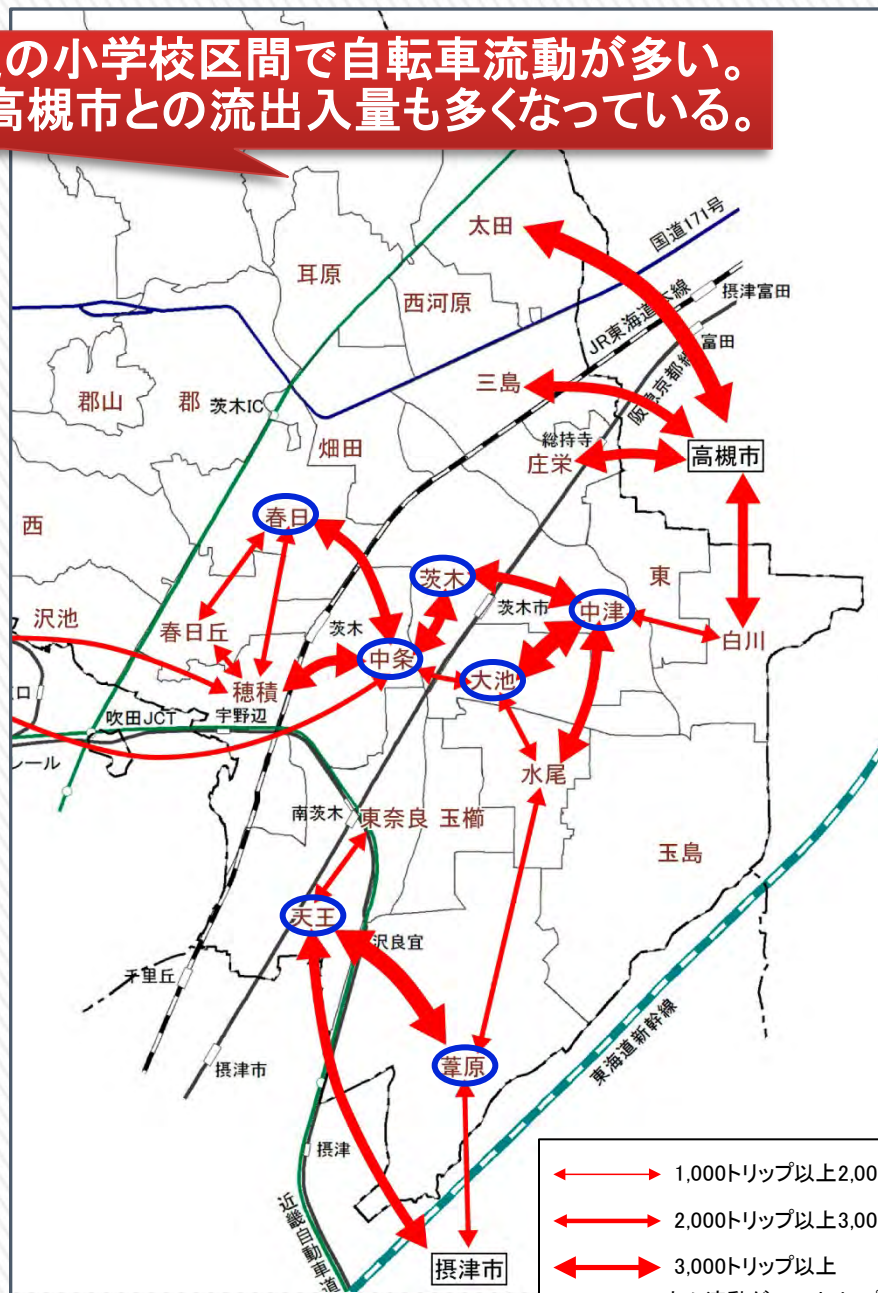 の小学校区間で自転車流動が多い。
高槻市との流出入量も多くなっている。
太田
国道171号
耳原
西河原
JR東海道本線
摂津富田
富田
阪急京都線
三島
郡山
郡
茨木IC
畑田
総持寺
庄栄
高槻市
春日
西
茨木
東
沢池
茨木市
中津
春日丘
茨木
白川
中条
大池
穂積
口
吹田JCT
宇野辺
レール
水尾
南茨木
東奈良
玉櫛
玉島
天王
沢良宜
千里丘
東海道新幹線
葦原
摂津市
摂津
近畿自動車道
摂津市
1,000トリップ以上2,00
2,000トリップ以上3,00
3,000トリップ以上